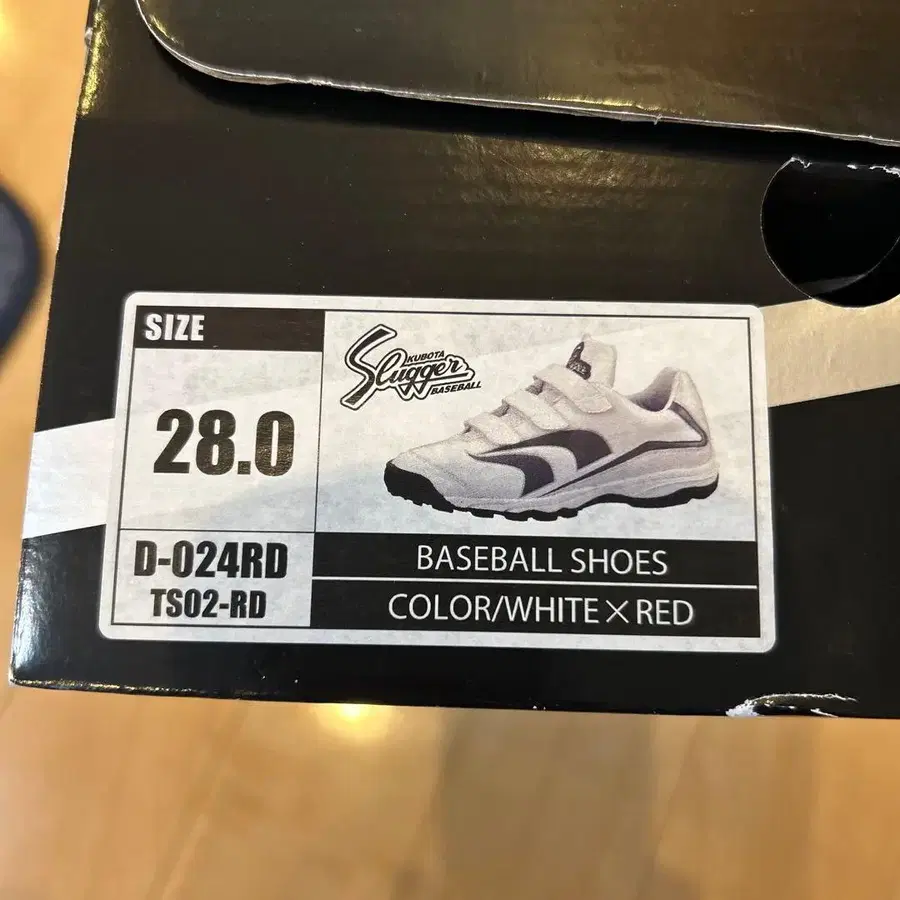 SIZE
28.0
D-024RD
TS02-RD
KUBOTA
Slugger
BASEBALL
BASEBALL SHOES
COLOR/WHITE×RED